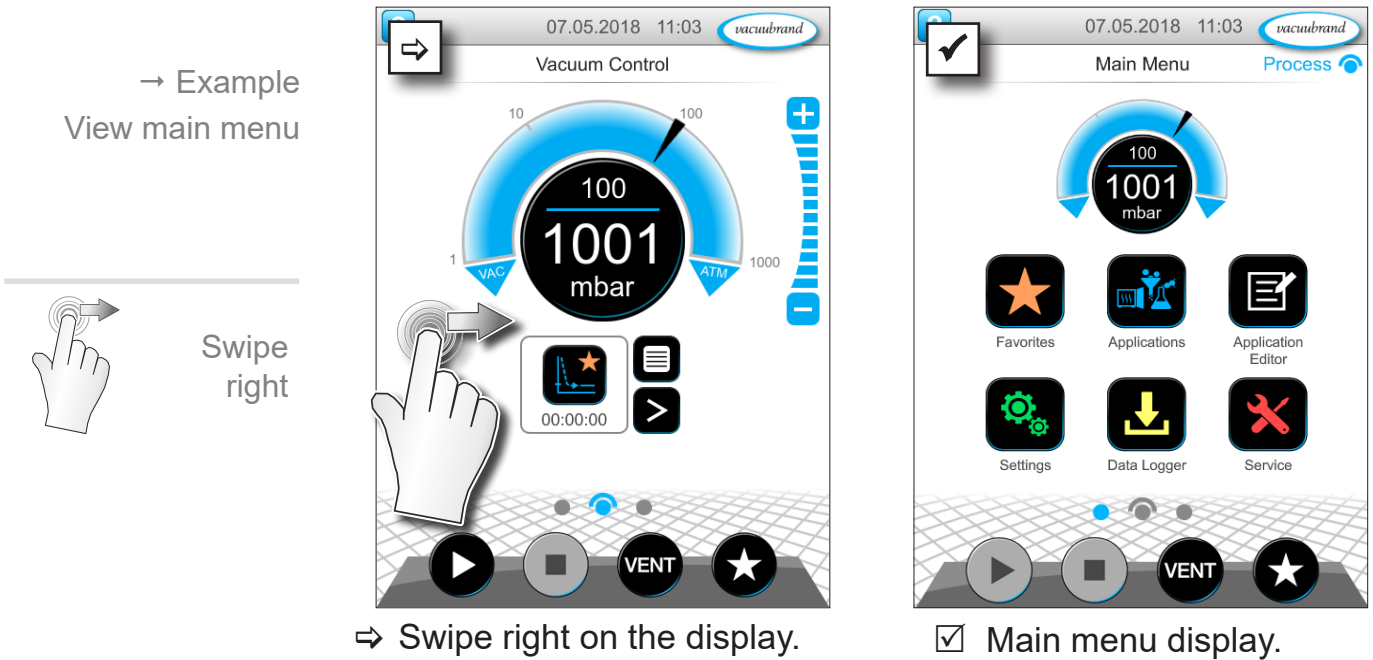 → Example
View main menu
Swipe
right
07.05.2018 11:03 vacuubrand
⇨
Vacuum Control
10
100
1
1000
VAC
ATM
100
1001
mbar
00:00:00
VENT
⇨ Swipe right on the display.
07.05.2018 11:03 vacuubrand
✔
Main Menu Process
100
1001
mbar
Favorites Applications Application
Editor
Settings Data Logger Service
VENT
☑ Main menu display.